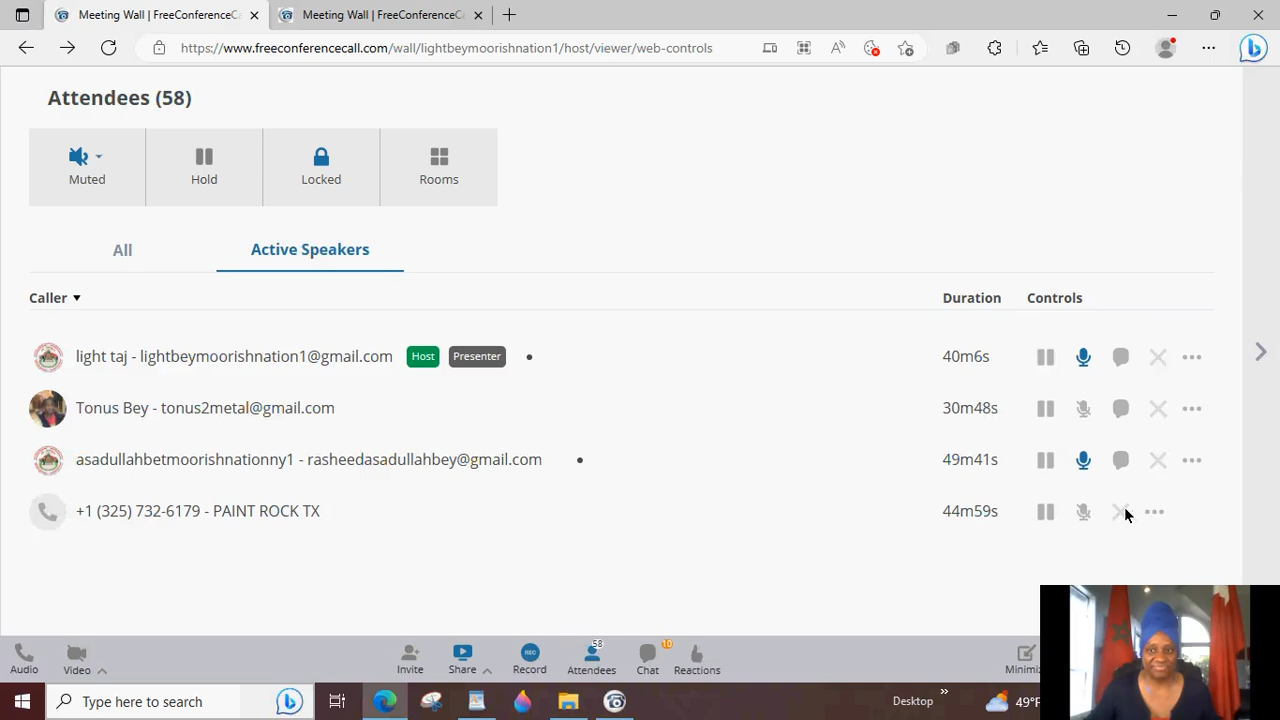 Meeting Wall | FreeConferenceCa
Meeting Wall | FreeConferenceCa
https://www.freeconferencecall.com/wall/lightbeymoorishnation1/host/viewer/web-controls
Attendees (58)
Muted
Hold
Locked
Rooms
All
Active Speakers
Caller
Duration
Controls
light taj - lightbeymoorishnation1@gmail.com
Host
Presenter
40m6s
Tonus Bey - tonus2metal@gmail.com
30m48s
asadullahbetmoorishnationny1 - rasheedasadullahbey@gmail.com
49m41s
+1 (325) 732-6179 - PAINT ROCK TX
44m59s
Audio
Video
Invite
Share
REC
Record
58
Attendees
10
Chat
Reactions
Minimiz
Type here to search
Desktop
49°F